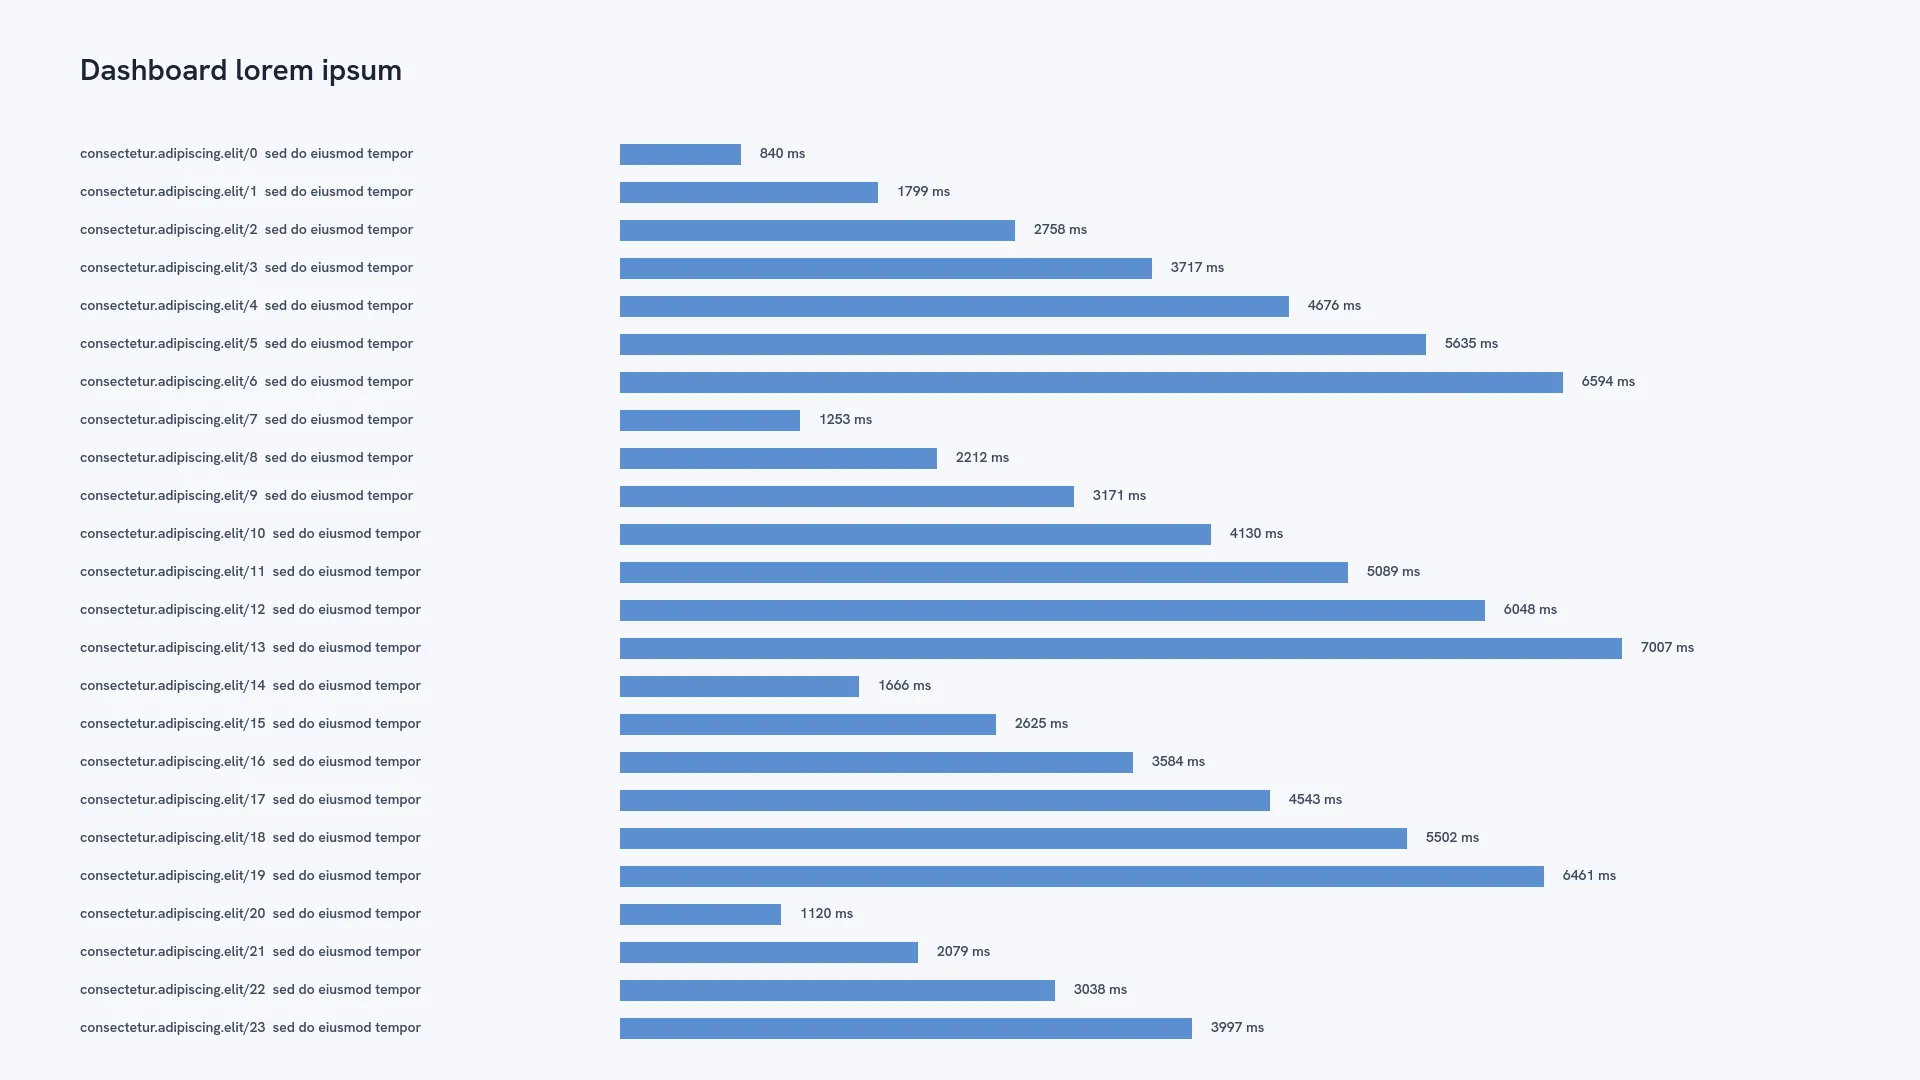 Dashboard lorem ipsum
consectetur.adipiscing.elit/0 sed do eiusmod tempor 840 ms
consectetur.adipiscing.elit/1 sed do eiusmod tempor 1799 ms
consectetur.adipiscing.elit/2 sed do eiusmod tempor 2758 ms
consectetur.adipiscing.elit/3 sed do eiusmod tempor 3717 ms
consectetur.adipiscing.elit/4 sed do eiusmod tempor 4676 ms
consectetur.adipiscing.elit/5 sed do eiusmod tempor 5635 ms
consectetur.adipiscing.elit/6 sed do eiusmod tempor 6594 ms
consectetur.adipiscing.elit/7 sed do eiusmod tempor 1253 ms
consectetur.adipiscing.elit/8 sed do eiusmod tempor 2212 ms
consectetur.adipiscing.elit/9 sed do eiusmod tempor 3171 ms
consectetur.adipiscing.elit/10 sed do eiusmod tempor 4130 ms
consectetur.adipiscing.elit/11 sed do eiusmod tempor 5089 ms
consectetur.adipiscing.elit/12 sed do eiusmod tempor 6048 ms
consectetur.adipiscing.elit/13 sed do eiusmod tempor 7007 ms
consectetur.adipiscing.elit/14 sed do eiusmod tempor 1666 ms
consectetur.adipiscing.elit/15 sed do eiusmod tempor 2625 ms
consectetur.adipiscing.elit/16 sed do eiusmod tempor 3584 ms
consectetur.adipiscing.elit/17 sed do eiusmod tempor 4543 ms
consectetur.adipiscing.elit/18 sed do eiusmod tempor 5502 ms
consectetur.adipiscing.elit/19 sed do eiusmod tempor 6461 ms
consectetur.adipiscing.elit/20 sed do eiusmod tempor 1120 ms
consectetur.adipiscing.elit/21 sed do eiusmod tempor 2079 ms
consectetur.adipiscing.elit/22 sed do eiusmod tempor 3038 ms
consectetur.adipiscing.elit/23 sed do eiusmod tempor 3997 ms